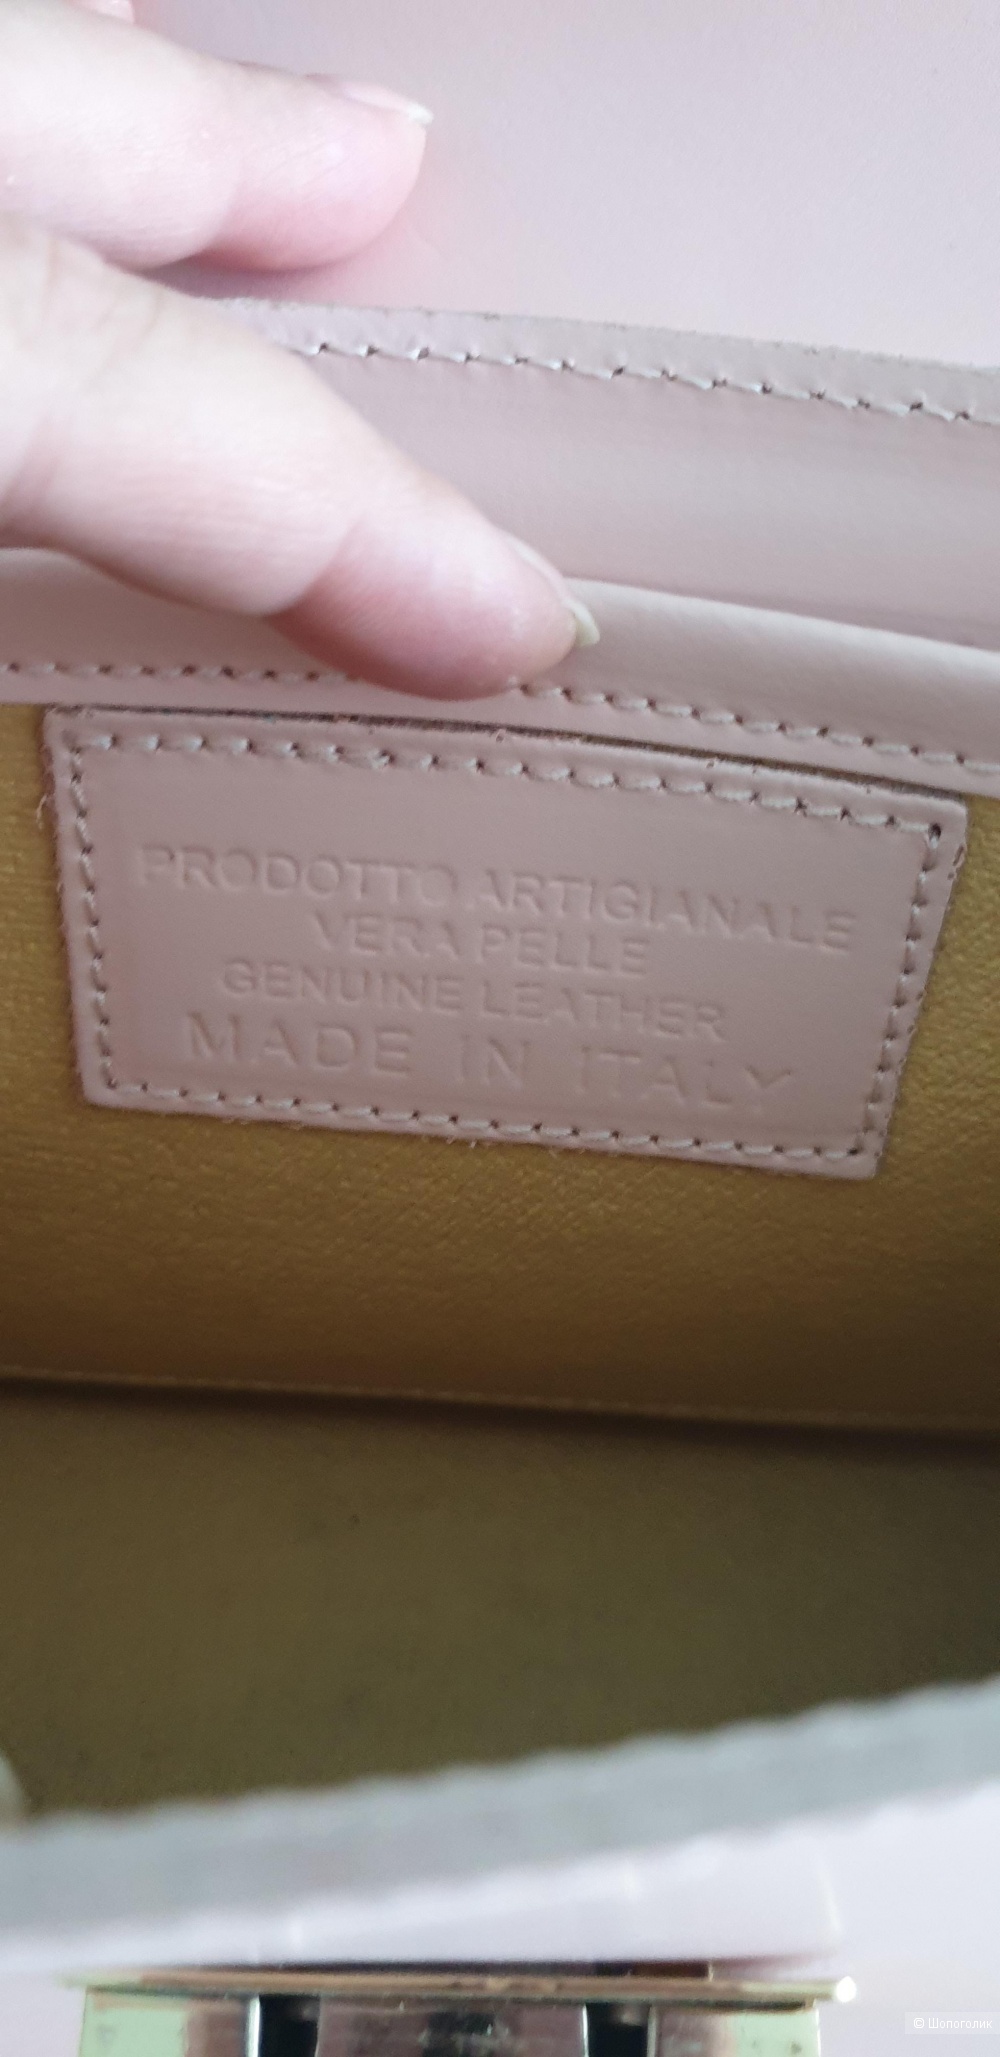 PRODOTTO ARTIGIANALE
VERA PELLE
GENUINE LEATHER
MADE IN ITALY
© Шопоголик